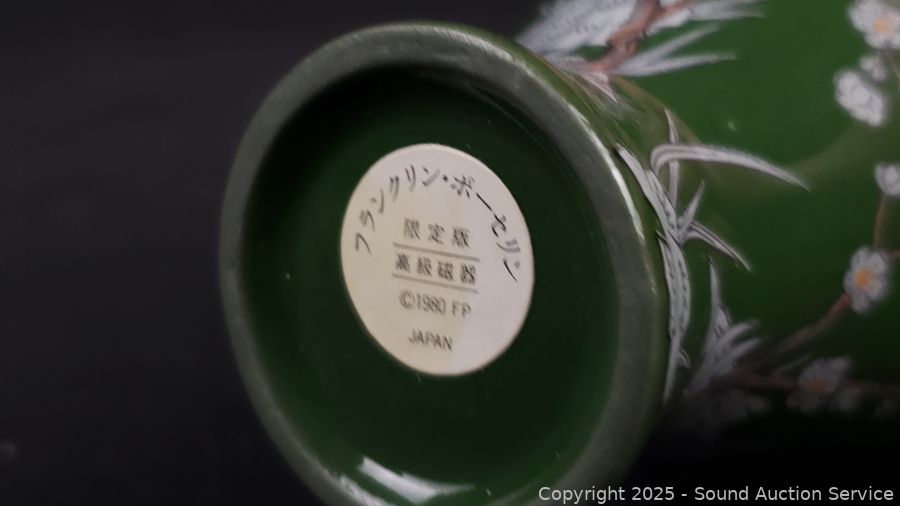 フランクリン・ポーセリン
限定版
高級磁器
©1980 FP
JAPAN
Copyright © 2025 - Sound Auction Service